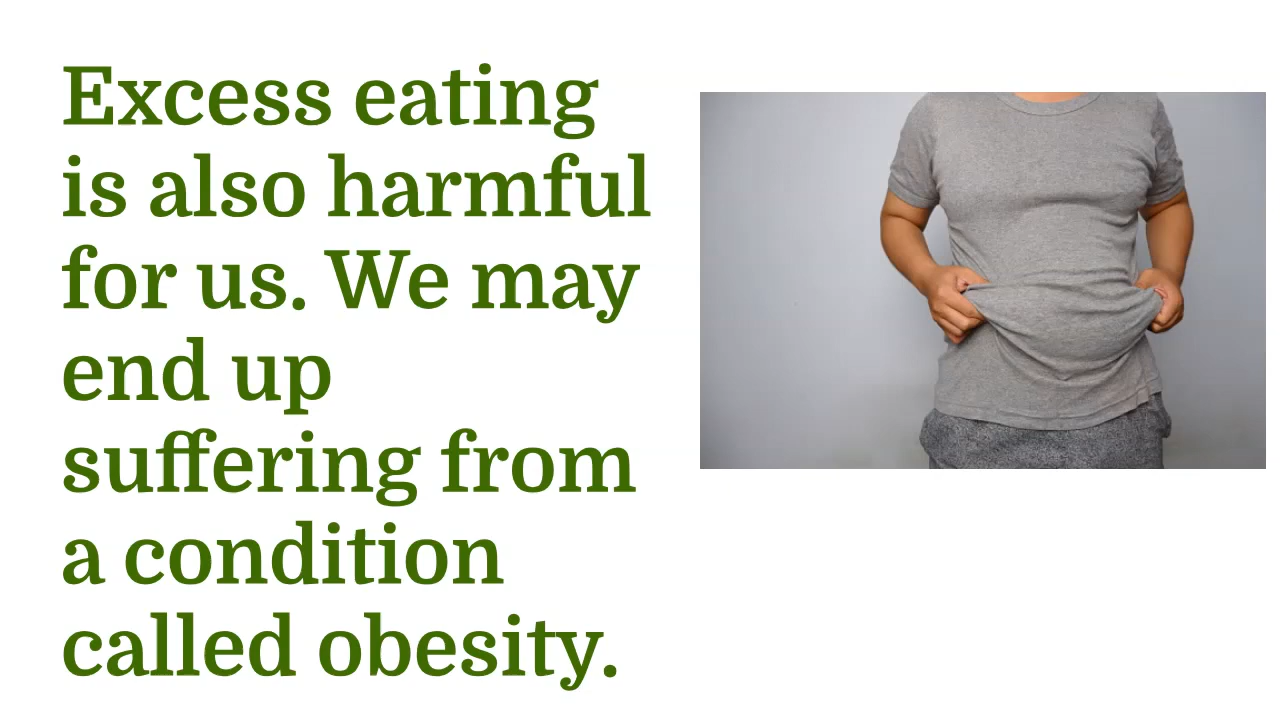 Excess eating
is also harmful
for us. We may
end up
suffering from
a condition
called obesity.